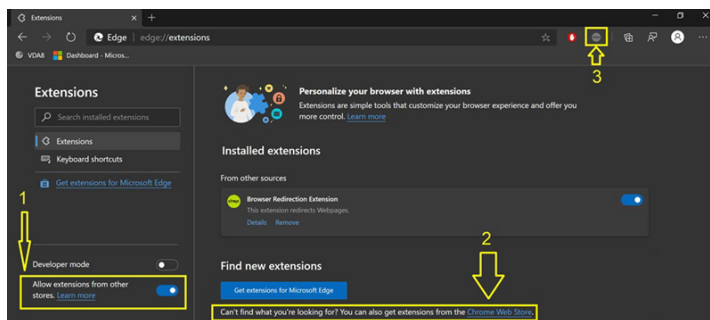 Extensions
Edge | edge://extensions
VDA8 Dashboard - Micros...
3
Extensions
Search installed extensions
Extensions
Keyboard shortcuts
Get extensions for Microsoft Edge
1
Developer mode
Allow extensions from other
stores. Learn more
Personalize your browser with extensions
Extensions are simple tools that customize your browser experience and offer you
more control. Learn more
Installed extensions
From other sources
citrix
Browser Redirection Extension
This extension redirects Webpages.
Details Remove
2
Find new extensions
Get extensions for Microsoft Edge
Can't find what you're looking for? You can also get extensions from the Chrome Web Store.